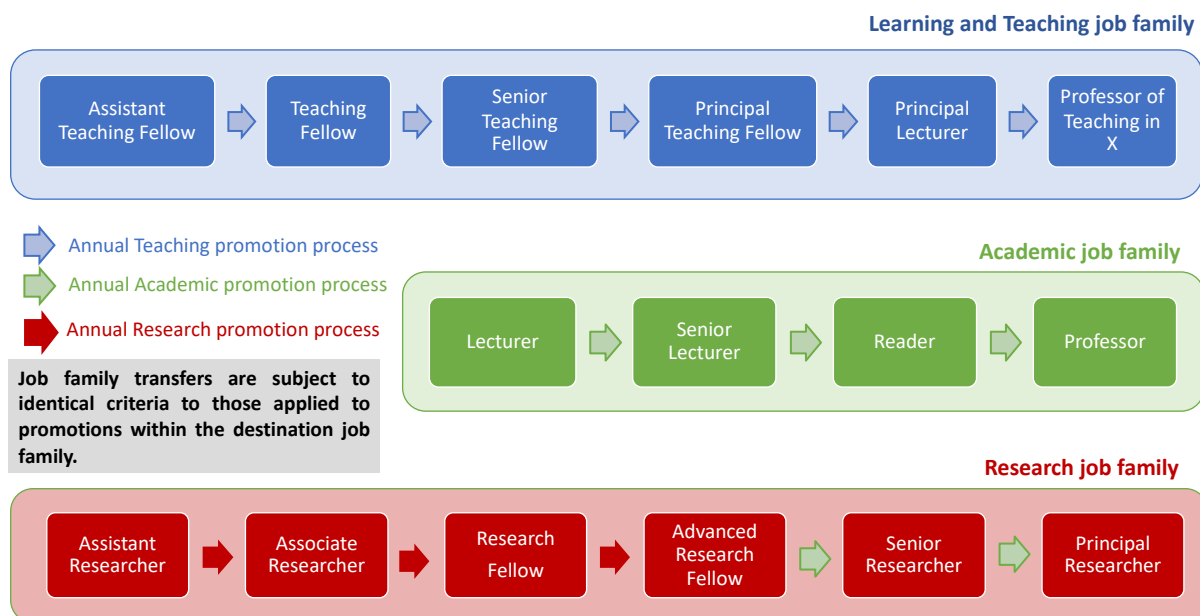 Learning and Teaching job family
Assistant
Teaching Fellow
Teaching
Fellow
Senior
Teaching
Fellow
Principal
Teaching Fellow
Principal
Lecturer
Professor of
Teaching in
X
Annual Teaching promotion process
Annual Academic promotion process
Annual Research promotion process
Job family transfers are subject to
identical criteria to those applied to
promotions within the destination job
family.
Academic job family
Lecturer
Senior
Lecturer
Reader
Professor
Research job family
Assistant
Researcher
Associate
Researcher
Research
Fellow
Advanced
Research
Fellow
Senior
Researcher
Principal
Researcher